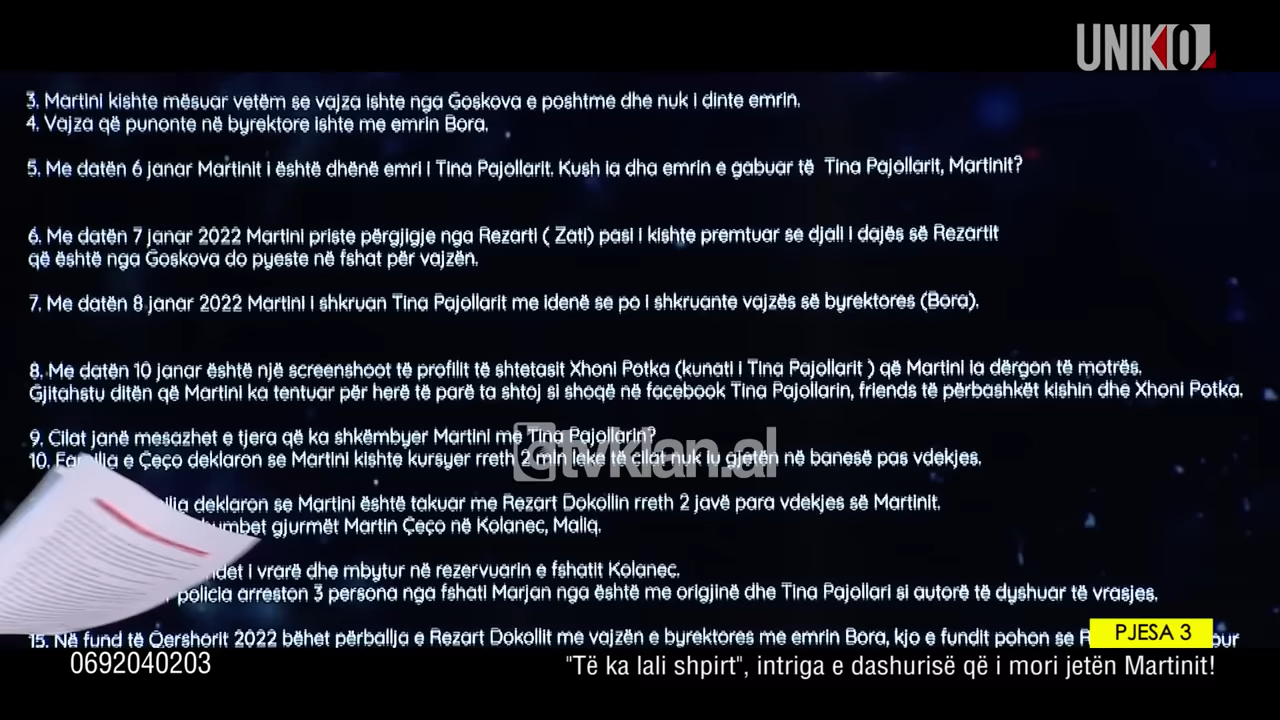 UNIKO
3. Martini kishte mësuar vetëm se vajza ishte nga Goskova e poshtme dhe nuk i dinte emrin.
4. Vajza që punonte në byrektore ishte me emrin Bora.
5. Me datën 6 janar Martinit i është dhënë emri i Tina Pajollarit. Kush ia dha emrin e gabuar të Tina Pajollarit, Martinit?
6. Me datën 7 janar 2022 Martini priste përgjigje nga Rezarti ( Zati) pasi i kishte premtuar se djali i dajës së Rezartit
që është nga Goskova do pyeste në fshat për vajzën.
7. Me datën 8 janar 2022 Martini i shkruan Tina Pajollarit me idenë se po i shkruante vajzës së byrektores (Bora).
8. Me datën 10 janar është një screenshoot të profilit të shtetasit Xhoni Potka (kunati i Tina Pajollarit ) që Martini ia dërgon të motrës.
Gjitahstu ditën që Martini ka tentuar për herë të parë ta shtoj si shoqe në facebook Tina Pajollarin, friends të përbashkët kishin dhe Xhoni Potka.
9. Cilat janë mesazhet e tjera që ka shkëmbyer Martini me Tina Pajollarin?
tvklan.al
10. Familja e Çeço deklaron se Martini kishte kursyer rreth 2 min leke të cilat nuk iu gjetën në banesë pas vdekjes.
deklaron se Martini është takuar me Rezart Dokollin rreth 2 javë para vdekjes së Martinit.
gjurmët Martin Çeço në Kolanec, Maliq.
i vrarë dhe mbytur në rezervuarin e fshatit Kolanec.
policia arreston 3 persona nga fshati Marjan nga është me origjinë dhe Tina Pajollari si autorë të dyshuar të vrasjes.
15. Në fund të Qershorit 2022 bëhet përballja e Rezart Dokollit me vajzën e byrektores me emrin Bora, kjo e fundit pohon se
PJESA 3
0692040203
"Të ka lali shpirt", intriga e dashurisë që i mori jetën Martinit!